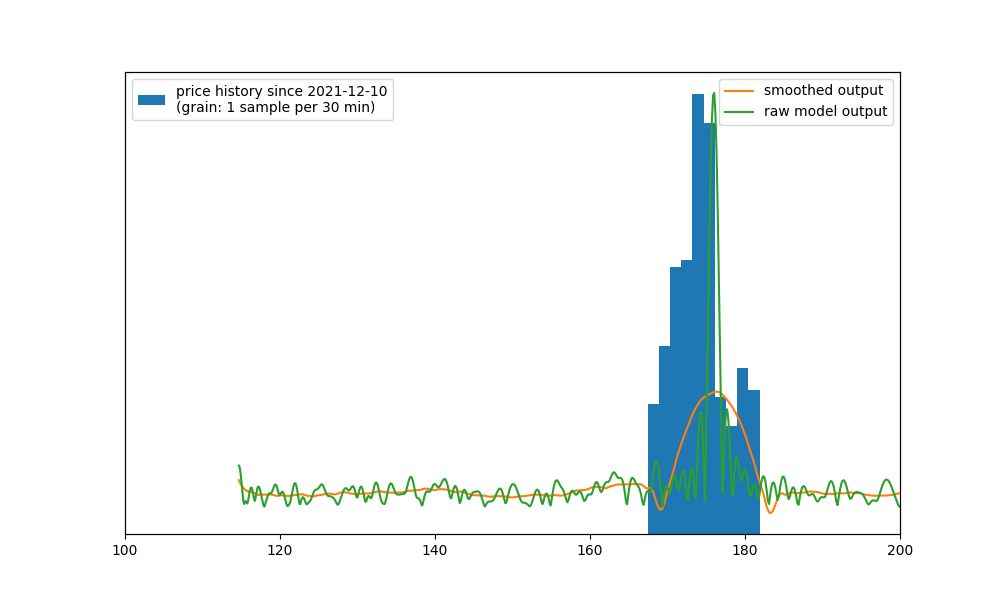 price history since 2021-12-10
(grain: 1 sample per 30 min)
smoothed output
raw model output
100
120
140
160
180
200